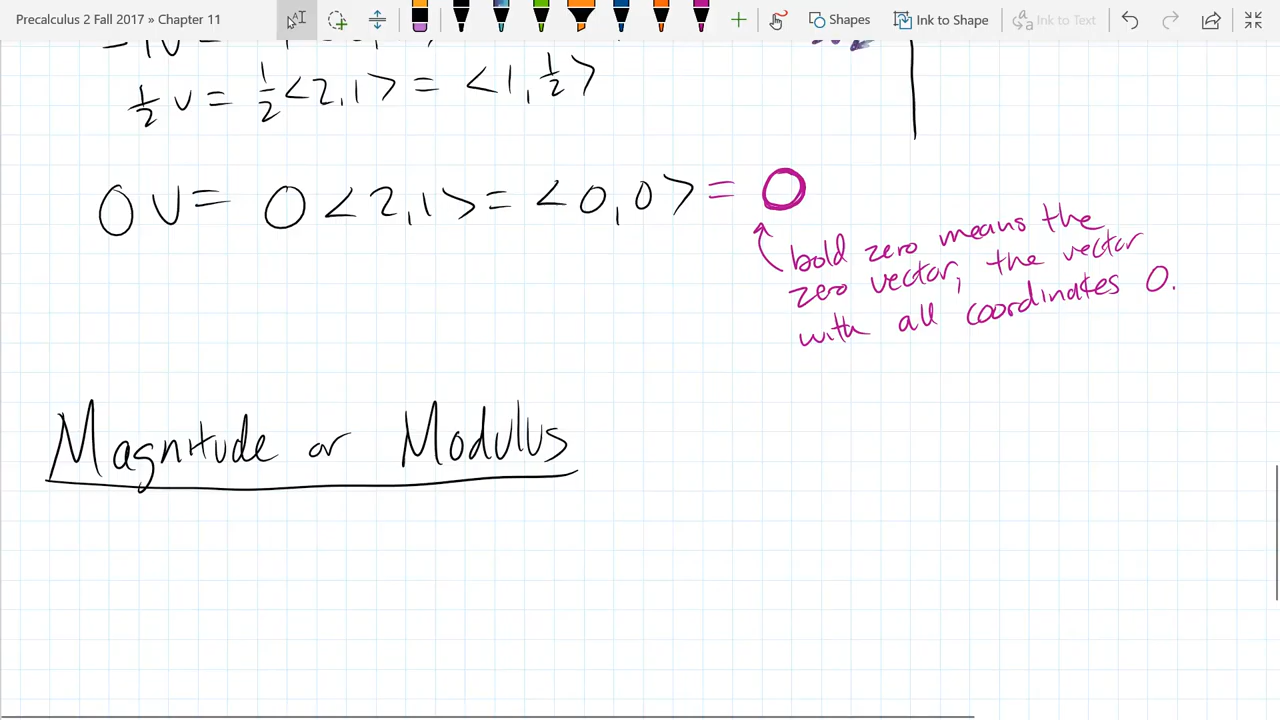 Precalculus 2 Fall 2017 » Chapter 11
Shapes
Ink to Shape
Ink to Text
½ v = ½ <2,1> = <1, ½>
0 v = 0 <2,1> = <0,0> = 0
bold zero means the
zero vector, the vector
with all coordinates 0.
Magnitude or Modulus